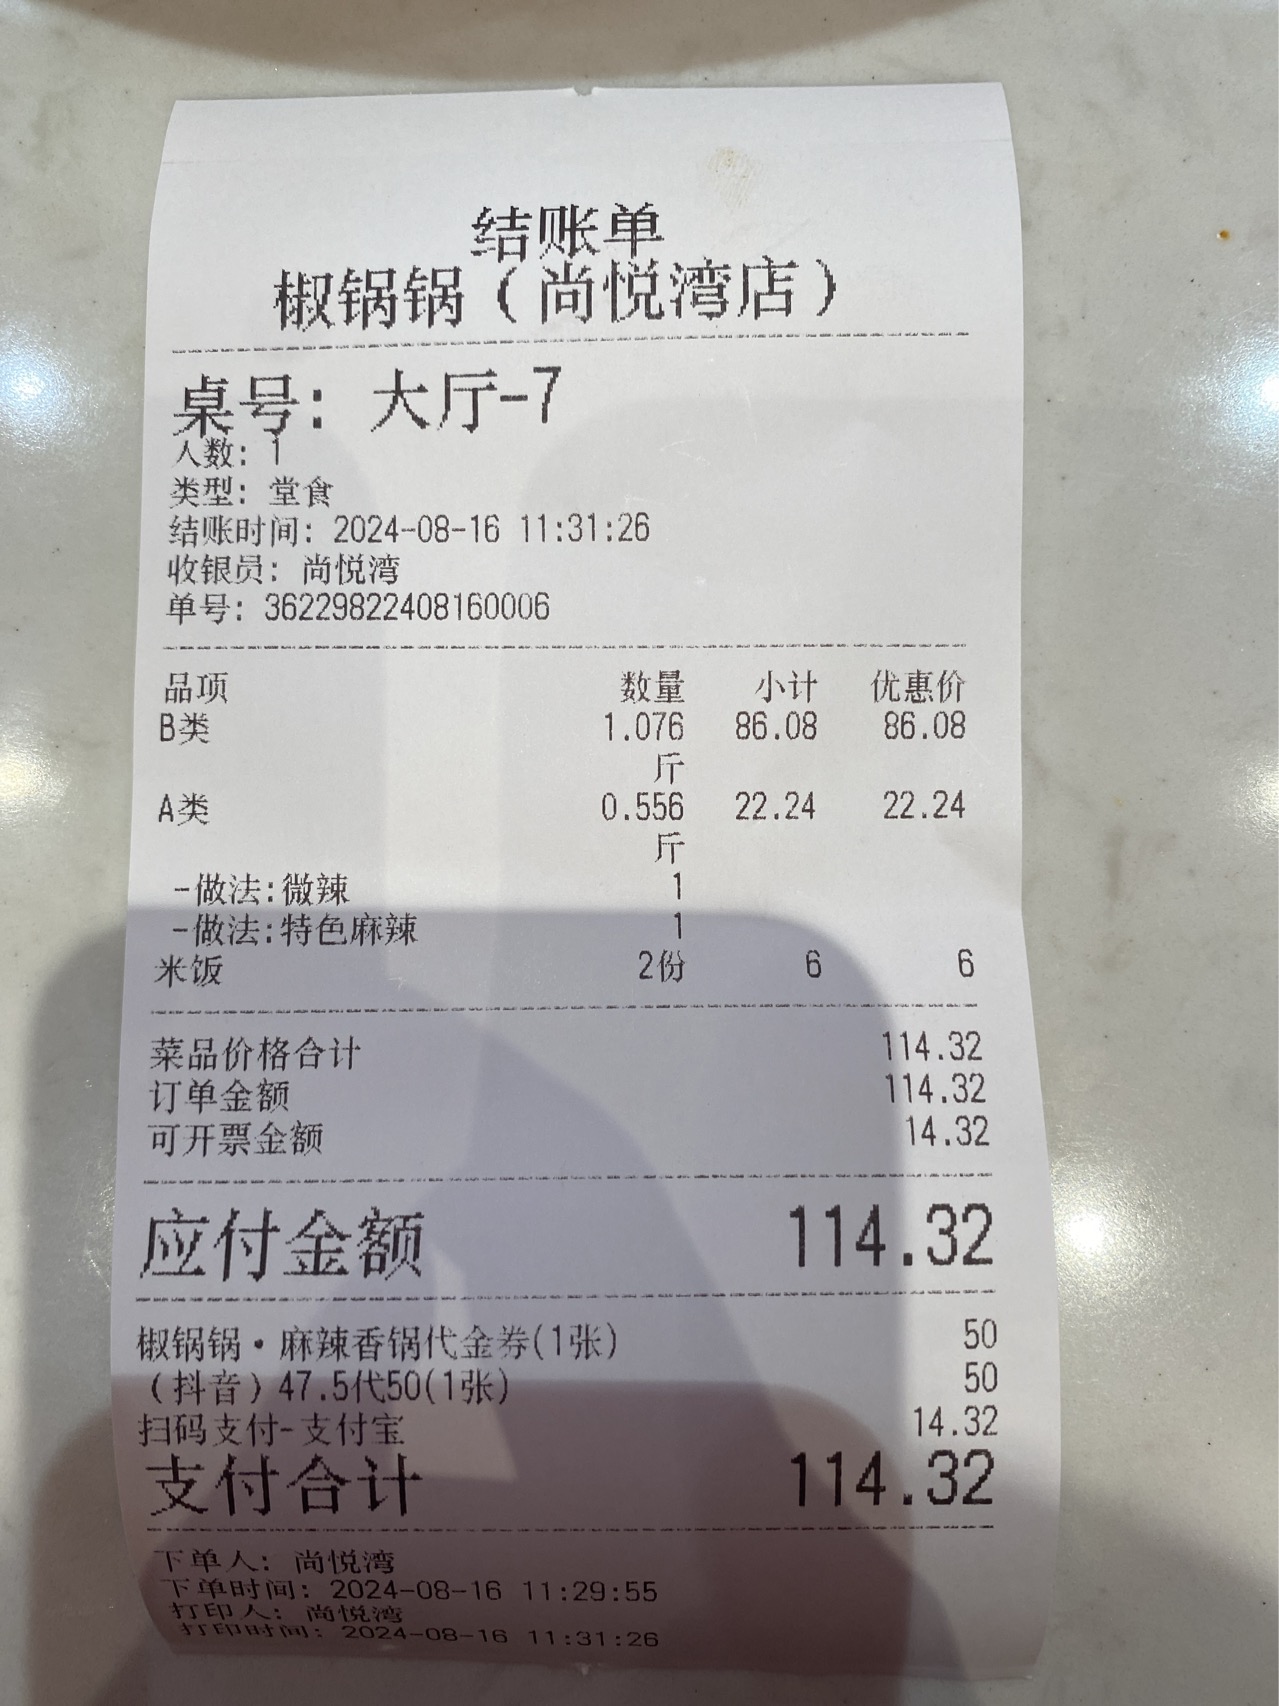 结账单
椒锅锅（尚悦湾店）
桌号：大厅-7
人数：1
类型：堂食
结账时间：2024-08-16 11:31:26
收银员：尚悦湾
单号：36229822408160006
品项 数量 小计 优惠价
B类 1.076 86.08 86.08
斤
A类 0.556 22.24 22.24
斤
-做法:微辣 1
-做法:特色麻辣 1
米饭 2份 6 6
菜品价格合计 114.32
订单金额 114.32
可开票金额 14.32
应付金额 114.32
椒锅锅•麻辣香锅代金券(1张) 50
（抖音）47.5代50(1张) 50
扫码支付-支付宝 14.32
支付合计 114.32
下单人：尚悦湾
下单时间：2024-08-16 11:29:55
打印人：尚悦湾
打印时间：2024-08-16 11:31:26